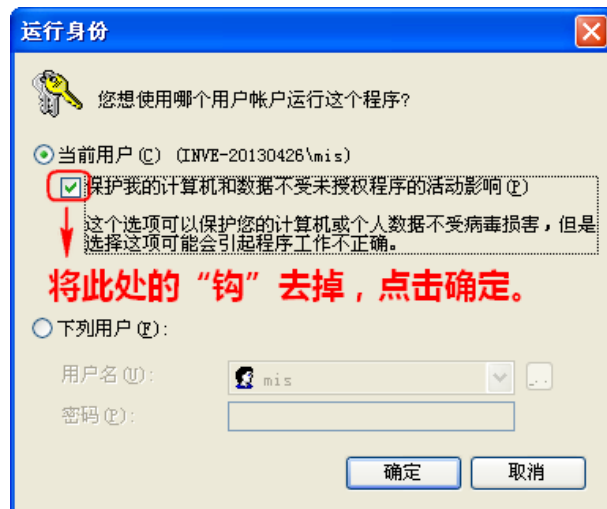 运行身份
您想使用哪个用户帐户运行这个程序?
当前用户(C) (INVE-20130426\mis)
保护我的计算机和数据不受未授权程序的活动影响(P)
这个选项可以保护您的计算机或个人数据不受病毒损害，但是
选择这项可能会引起程序工作不正确。
将此处的“钩”去掉，点击确定。
下列用户(F):
用户名(U): mis ...
密码(P):
确定 取消